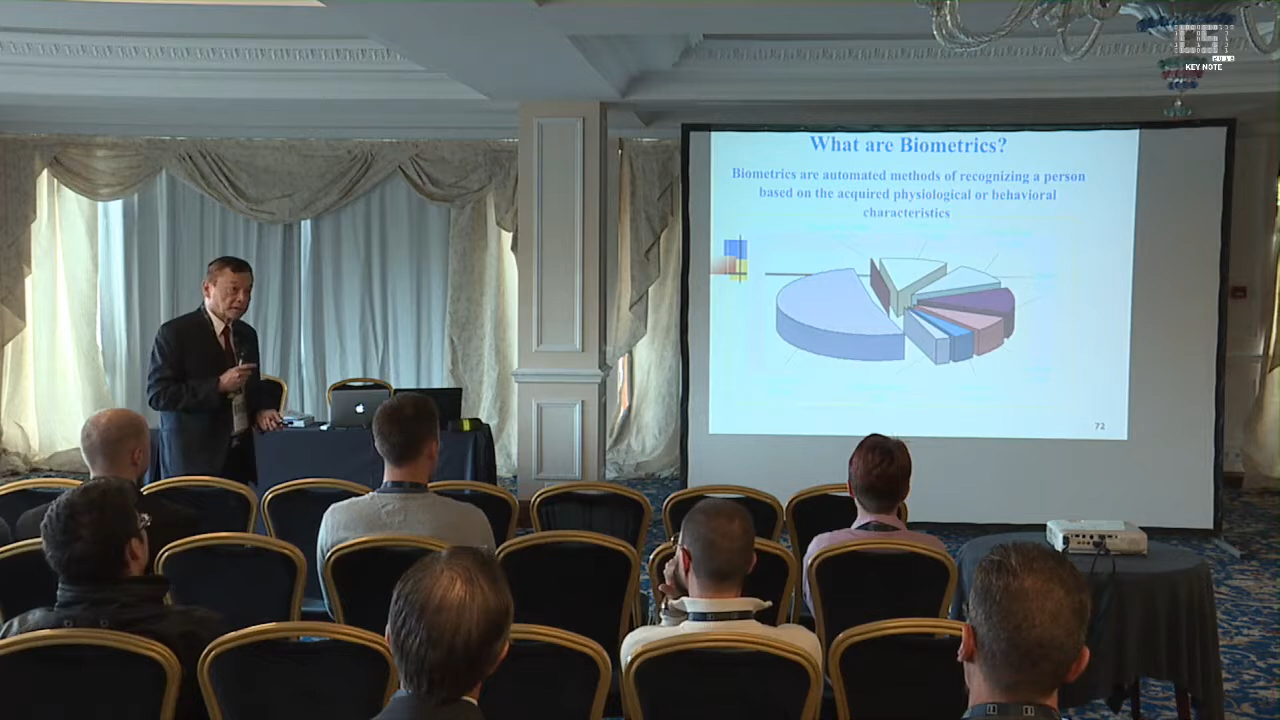 KEY NOTE
What are Biometrics?
Biometrics are automated methods of recognizing a person
based on the acquired physiological or behavioral
characteristics
72